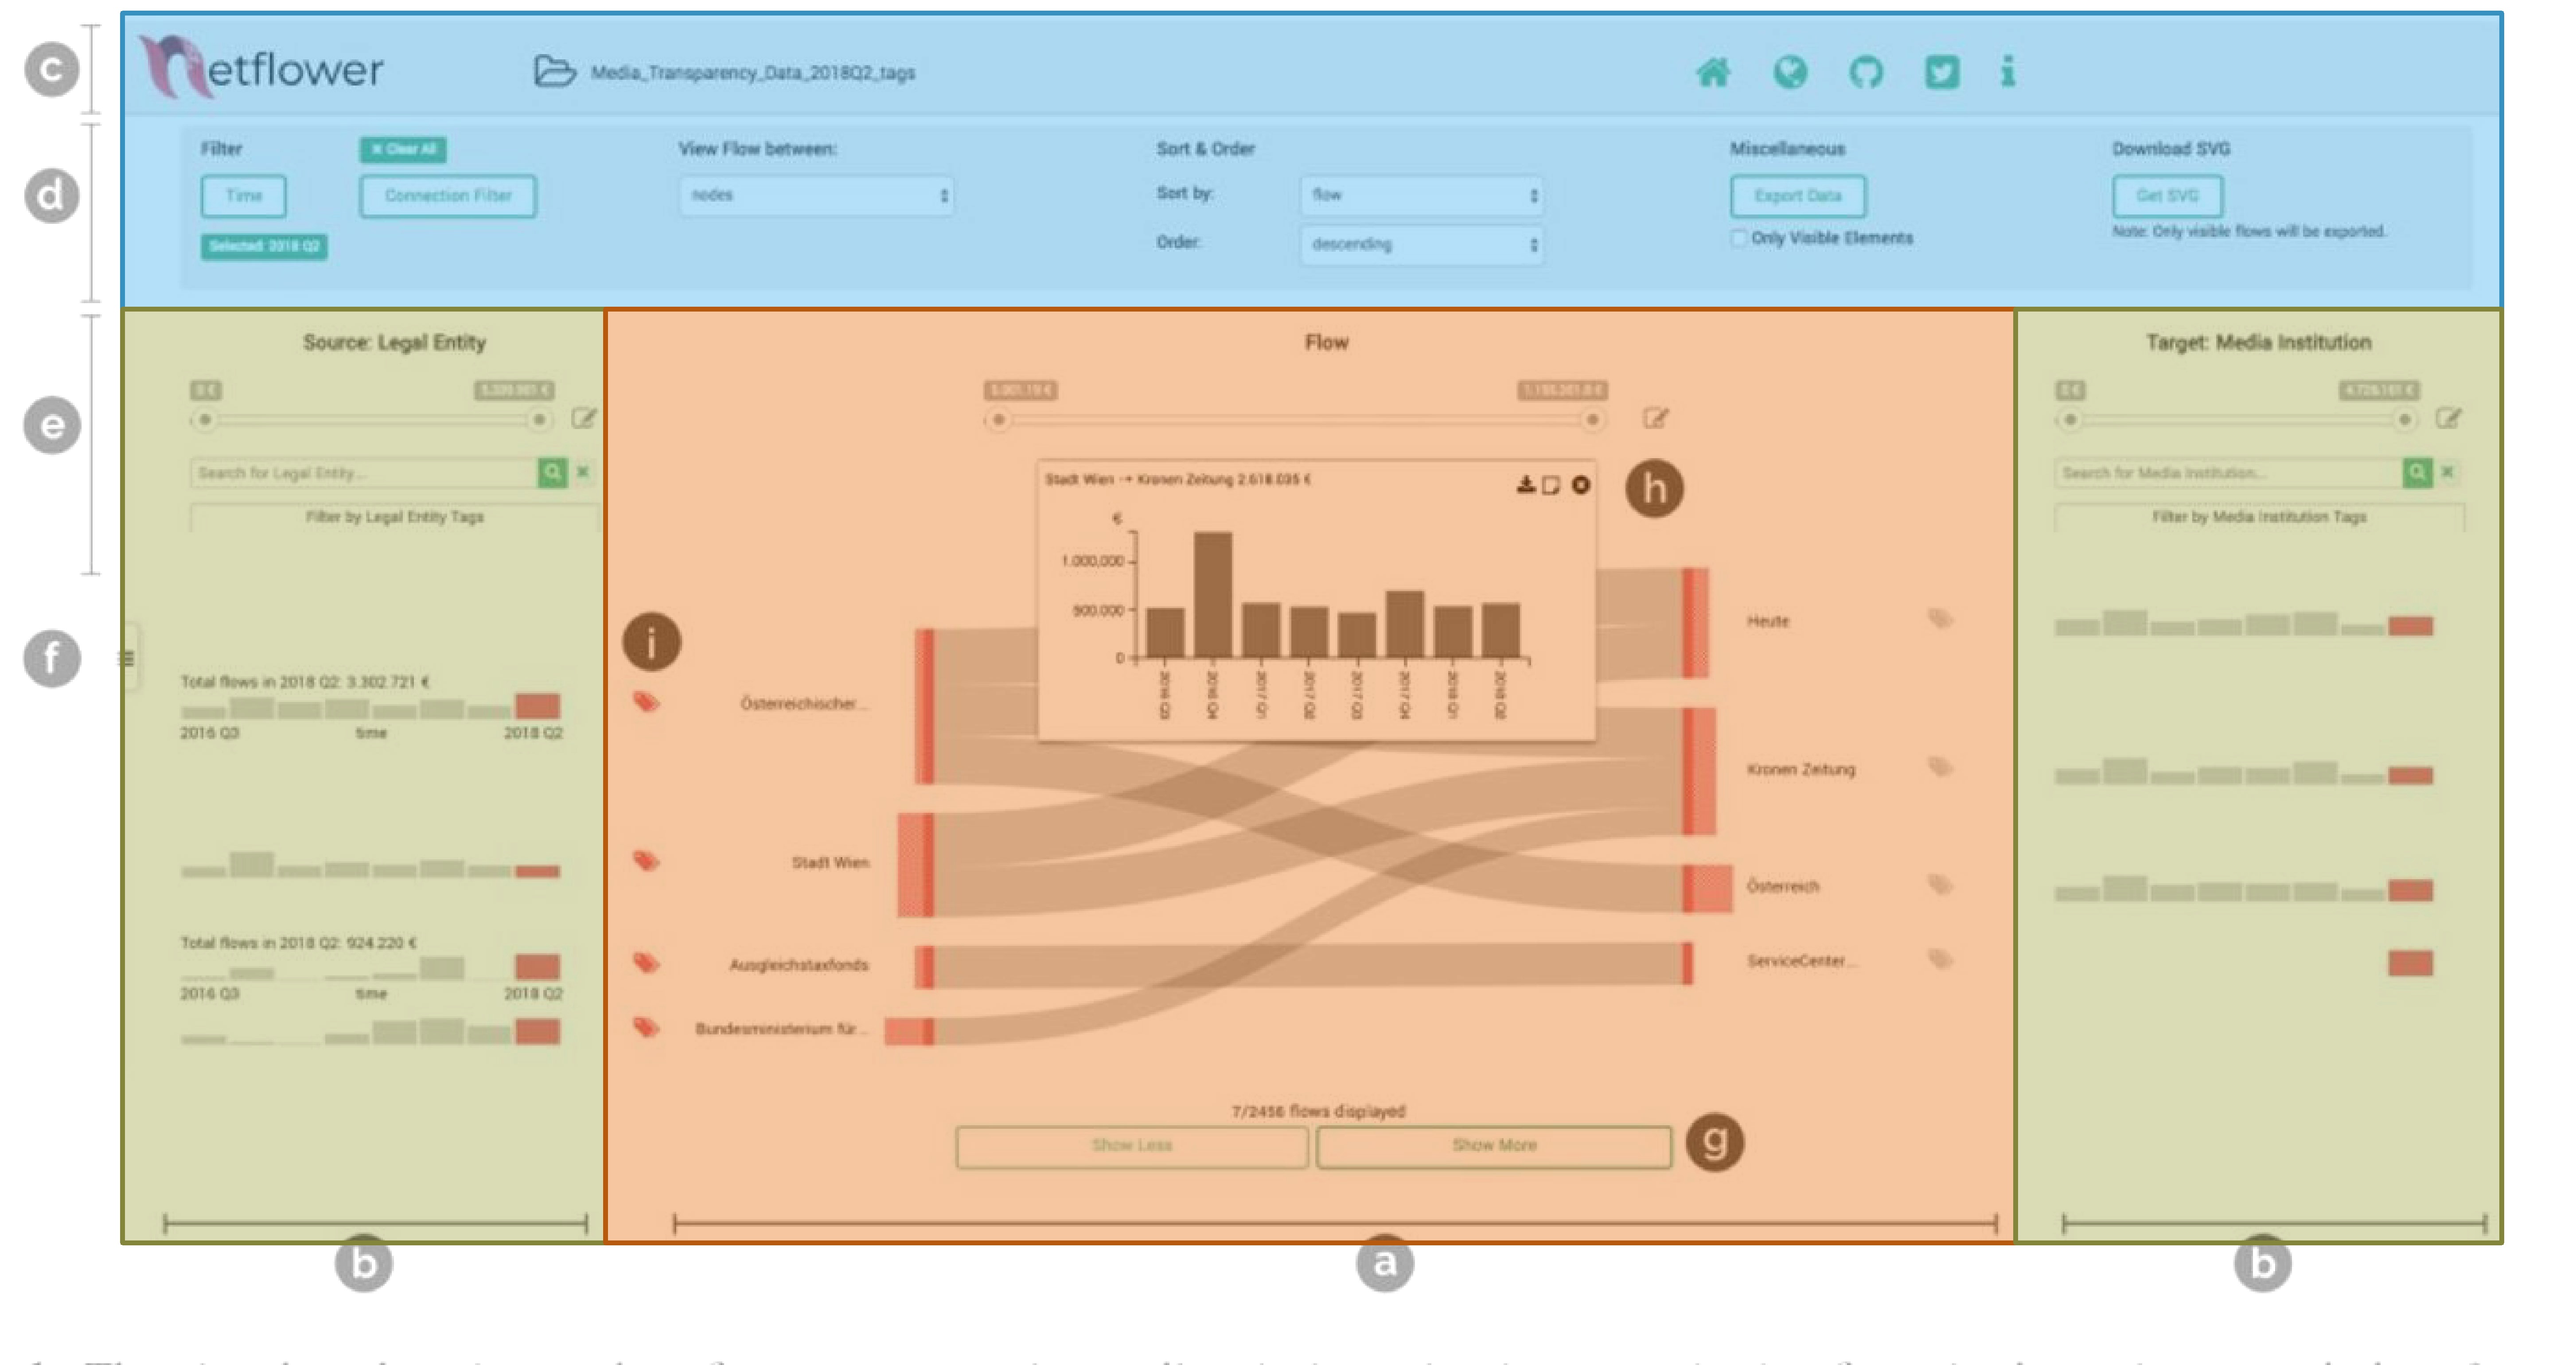 c
netflower
Media_Transparency_Data_2018Q2_tags
d
Filter
Clear All
View Flow between:
Sort & Order
Miscellaneous
Download SVG
Time
Connection Filter
nodes
Sort by:
flow
Export Data
Get SVG
Selected: 2018 Q2
Order:
descending
Only Visible Elements
Note: Only visible flows will be exported.
e
Source: Legal Entity
0 €
Search for Legal Entity...
Filter by Legal Entity Tags
Flow
Stadt Wien → Kronen Zeitung 2.618.035 €
h
€
1.000.000
500.000
0
2016 Q3
2016 Q4
2017 Q1
2017 Q2
2017 Q3
2017 Q4
2018 Q1
2018 Q2
Target: Media Institution
0 €
Search for Media Institution...
Filter by Media Institution Tags
f
Total flows in 2018 Q2: 3.302.721 €
2016 Q3
time
2018 Q2
Total flows in 2018 Q2: 924.220 €
2016 Q3
time
2018 Q2
i
Österreichischer...
Stadt Wien
Ausgleichstaxfonds
Bundesministerium für...
Heute
Kronen Zeitung
Österreich
ServiceCenter...
7/2456 flows displayed
Show Less
Show More
g
b
a
b